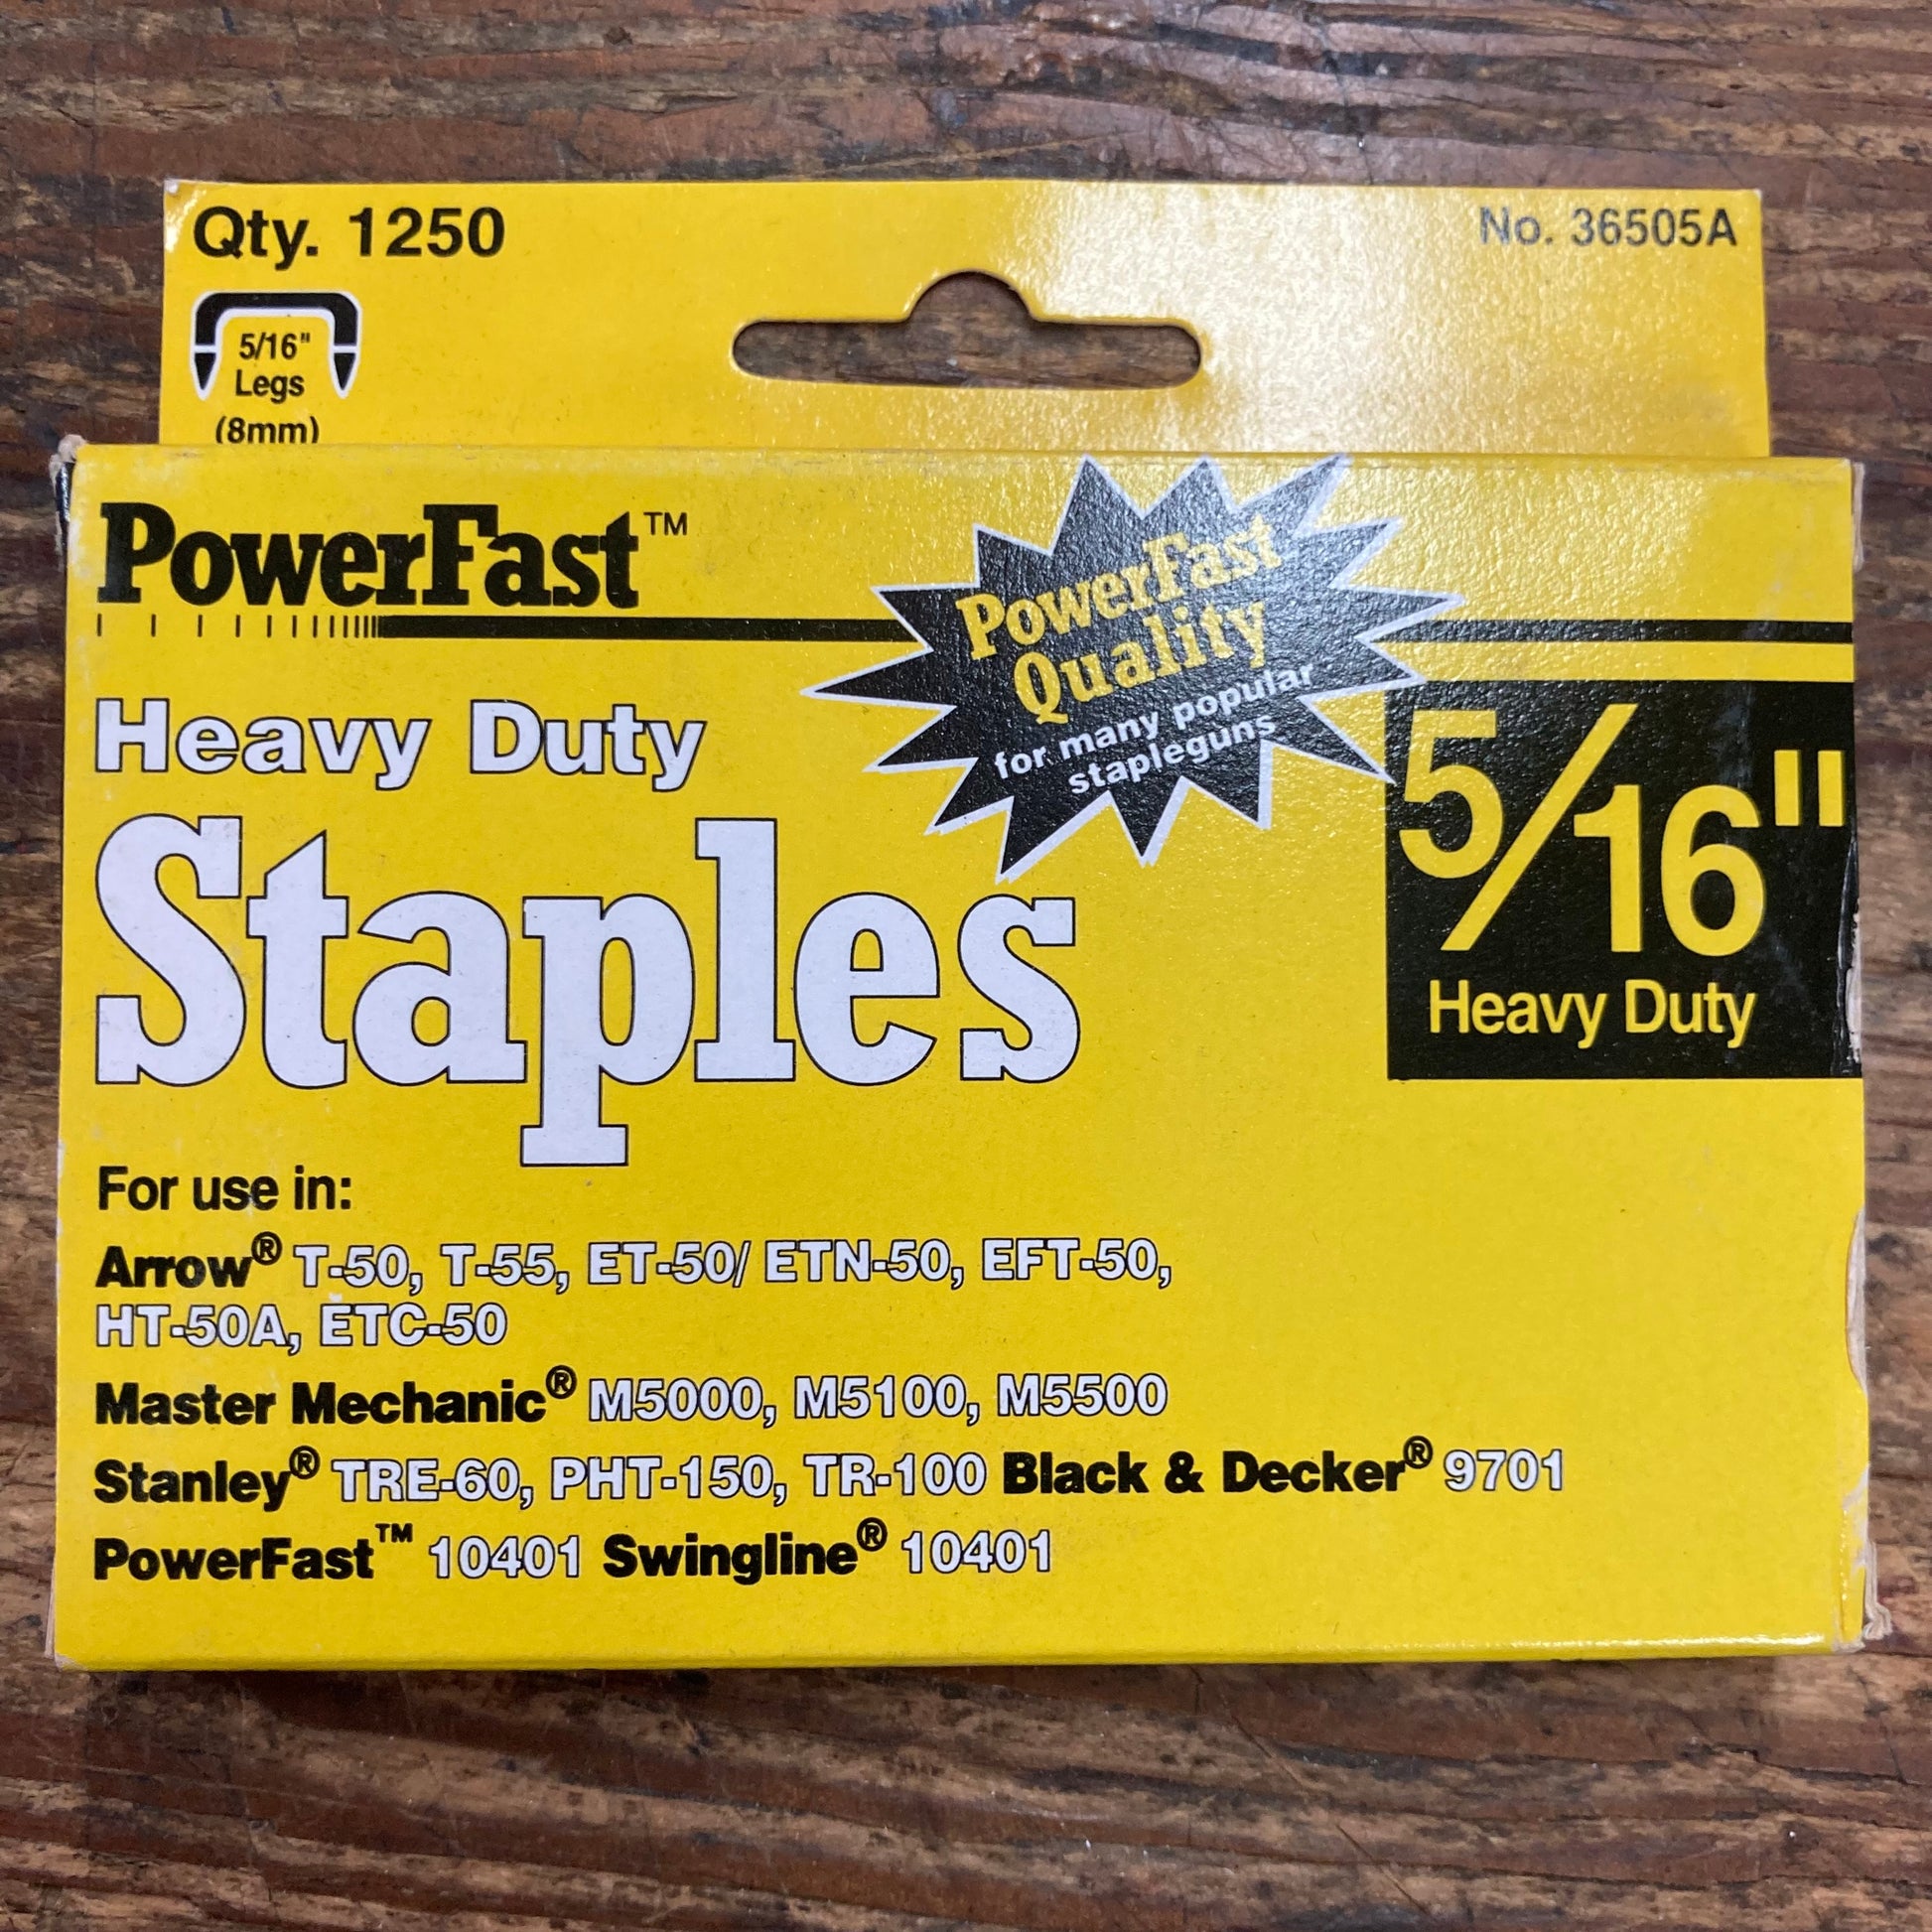 Qty. 1250
No. 36505A
5/16"
Legs
(8mm)
PowerFast™
PowerFast
Quality
for many popular
stapleguns
Heavy Duty
Staples
5/16"
Heavy Duty
For use in:
Arrow® T-50, T-55, ET-50/ ETN-50, EFT-50,
HT-50A, ETC-50
Master Mechanic® M5000, M5100, M5500
Stanley® TRE-60, PHT-150, TR-100 Black & Decker® 9701
PowerFast™ 10401 Swingline® 10401